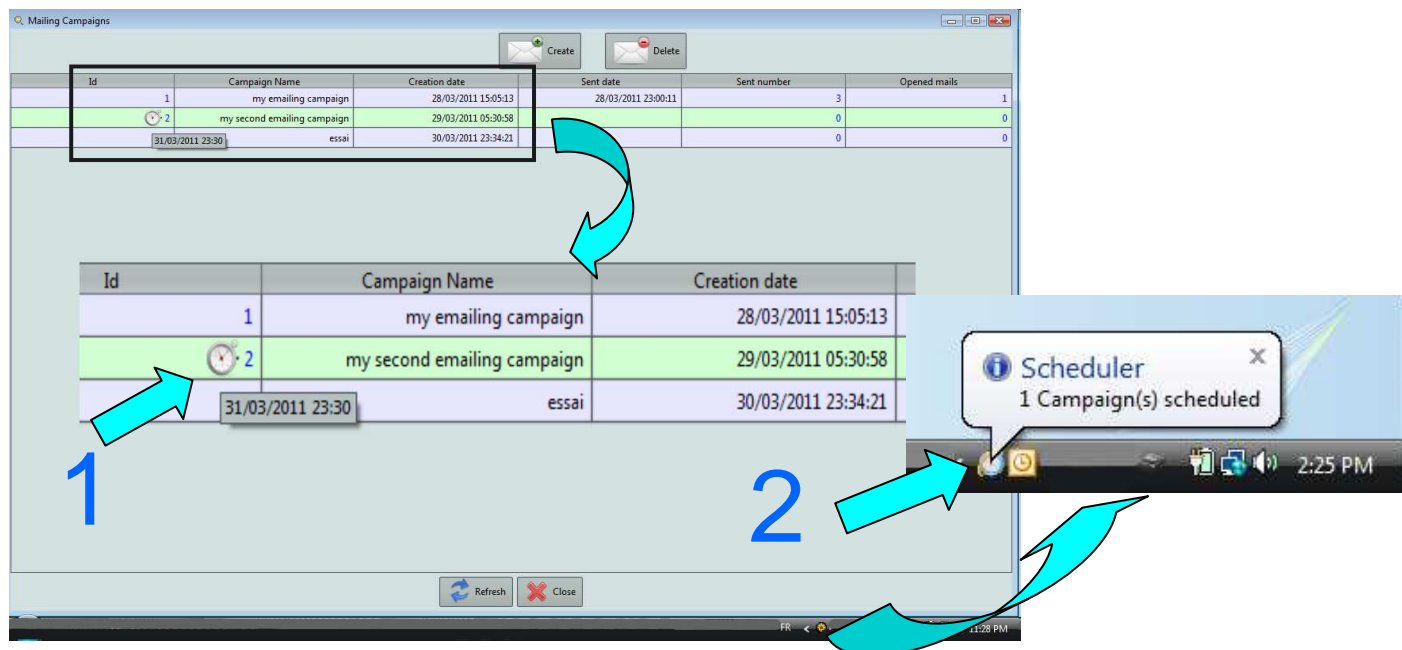 Mailing Campaigns
Create Delete
Id Campaign Name Creation date Sent date Sent number Opened mails
1 my emailing campaign 28/03/2011 15:05:13 28/03/2011 23:00:11 3 1
2 my second emailing campaign 29/03/2011 05:30:58 0 0
31/03/2011 23:30 essai 30/03/2011 23:34:21 0 0
Id Campaign Name Creation date
1 my emailing campaign 28/03/2011 15:05:13
2 my second emailing campaign 29/03/2011 05:30:58
31/03/2011 23:30 essai 30/03/2011 23:34:21
Scheduler
1 Campaign(s) scheduled
2:25 PM
1
2
Refresh Close
FR < 11:28 PM